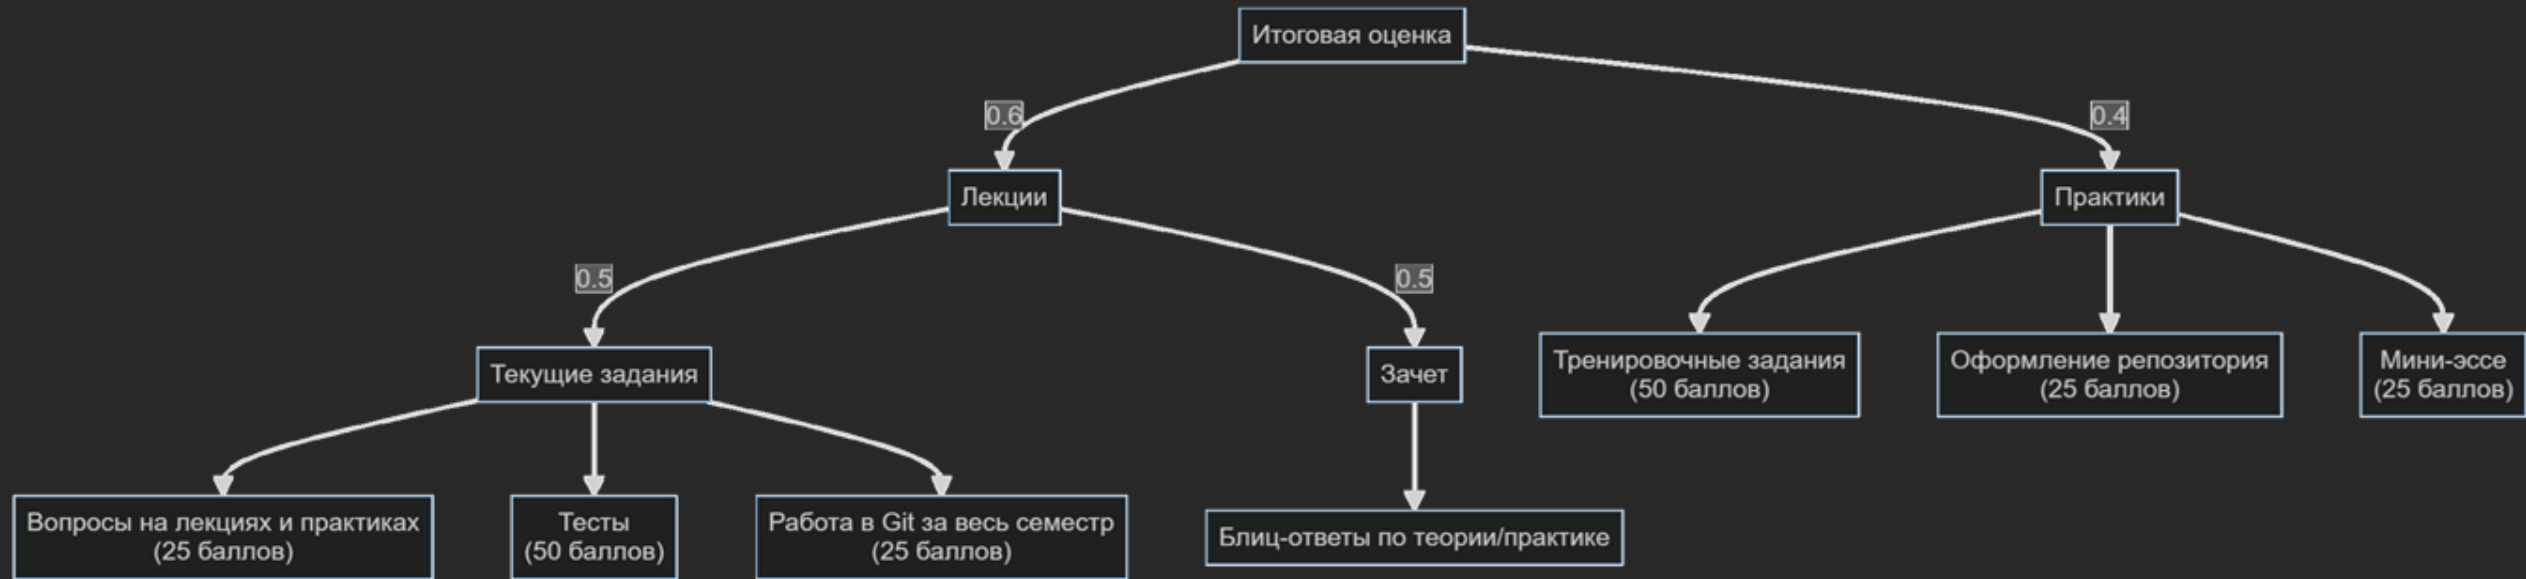 Итоговая оценка
0.6
0.4
Лекции
Практики
0.5
0.5
Текущие задания
Зачет
Тренировочные задания
(50 баллов)
Оформление репозитория
(25 баллов)
Мини-эссе
(25 баллов)
Вопросы на лекциях и практиках
(25 баллов)
Тесты
(50 баллов)
Работа в Git за весь семестр
(25 баллов)
Блиц-ответы по теории/практике